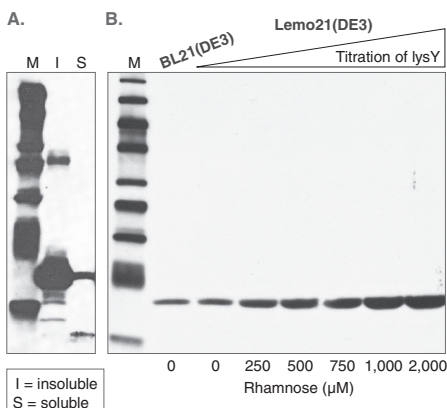 A.
B.
Lemo21(DE3)
BL21(DE3)
Titration of lysY
M I S
M
0 0 250 500 750 1,000 2,000
Rhamnose (µM)
I = insoluble
S = soluble